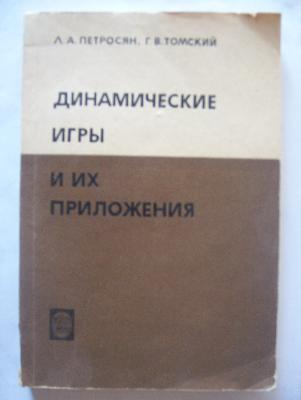 Л. А. ПЕТРОСЯН, Г. В. ТОМСКИЙ
ДИНАМИЧЕСКИЕ
ИГРЫ
И ИХ
ПРИЛОЖЕНИЯ